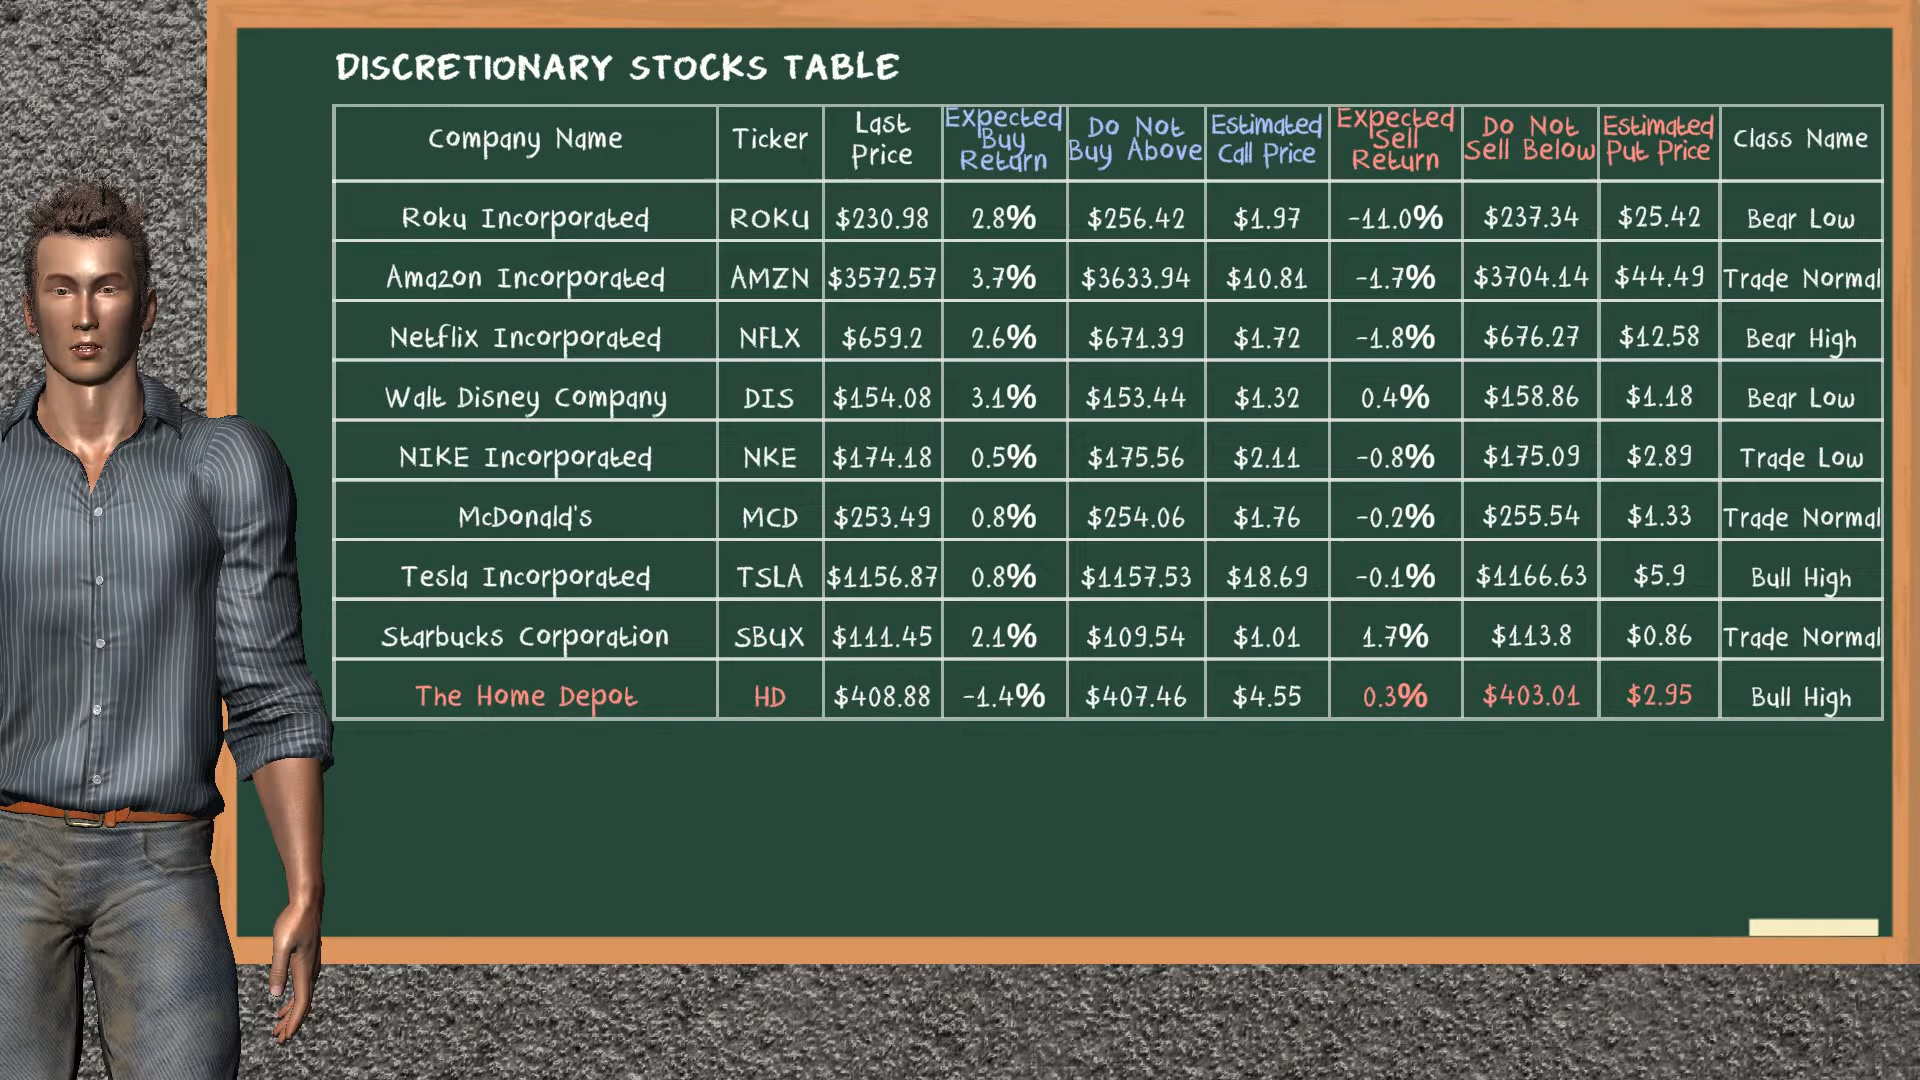 DISCRETIONARY STOCKS TABLE
Company Name Ticker Last Price Expected Buy Return Do Not Buy Above Estimated Call Price Expected Sell Return Do Not Sell Below Estimated Put Price Class Name
Roku Incorporated ROKU $230.98 2.8% $256.42 $1.97 -11.0% $237.34 $25.42 Bear Low
Amazon Incorporated AMZN $3572.57 3.7% $3633.94 $10.81 -1.7% $3704.14 $44.49 Trade Normal
Netflix Incorporated NFLX $659.2 2.6% $671.39 $1.72 -1.8% $676.27 $12.58 Bear High
Walt Disney Company DIS $154.08 3.1% $153.44 $1.32 0.4% $158.86 $1.18 Bear Low
NIKE Incorporated NKE $174.18 0.5% $175.56 $2.11 -0.8% $175.09 $2.89 Trade Low
McDonald's MCD $253.49 0.8% $254.06 $1.76 -0.2% $255.54 $1.33 Trade Normal
Tesla Incorporated TSLA $1156.87 0.8% $1157.53 $18.69 -0.1% $1166.63 $5.9 Bull High
Starbucks Corporation SBUX $111.45 2.1% $109.54 $1.01 1.7% $113.8 $0.86 Trade Normal
The Home Depot HD $408.88 -1.4% $407.46 $4.55 0.3% $403.01 $2.95 Bull High